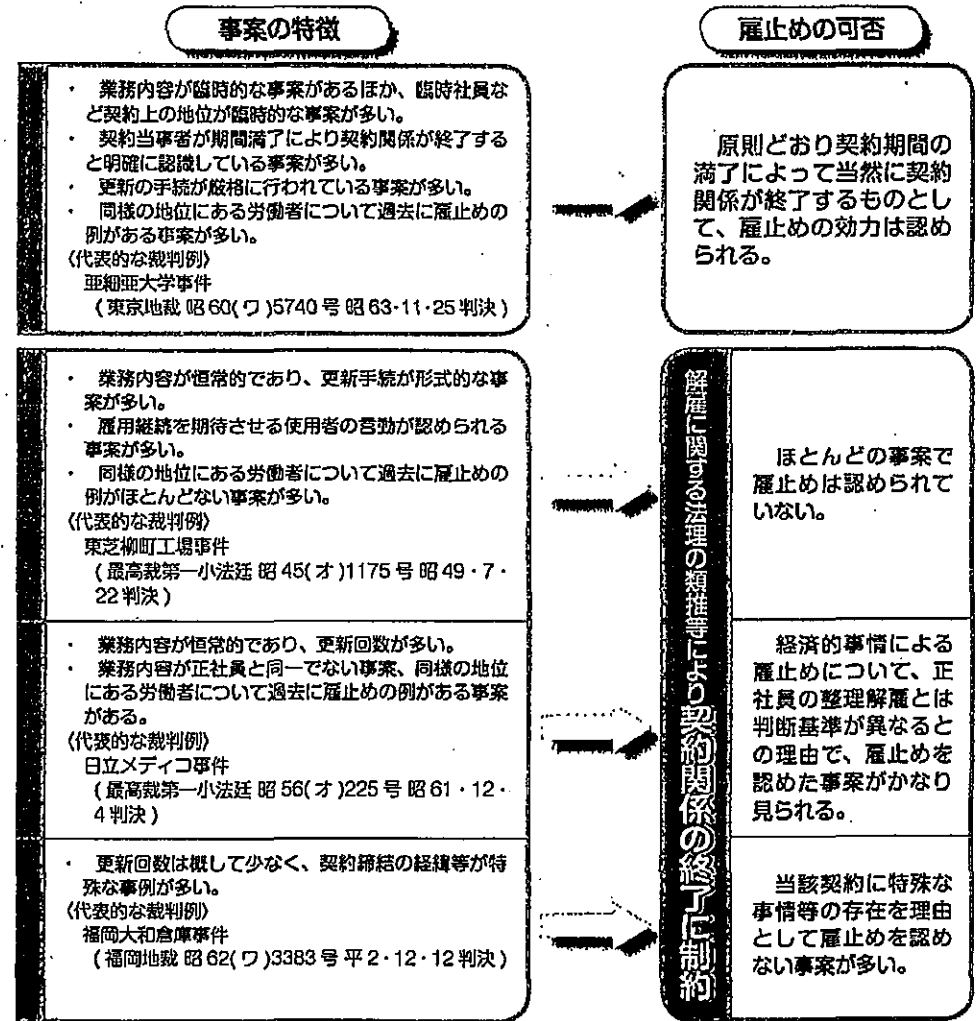 事案の特徴
雇止めの可否
・ 業務内容が臨時的な事案があるほか、臨時社員な
ど契約上の地位が臨時的な事案が多い。
・ 契約当事者が期間満了により契約関係が終了する
と明確に認識している事案が多い。
・ 更新の手続が厳格に行われている事案が多い。
・ 同様の地位にある労働者について過去に雇止めの
例がある事案が多い。
〈代表的な裁判例〉
亜細亜大学事件
(東京地裁 昭60(ワ)5740号 昭63・11・25判決)
原則どおり契約期間の
満了によって当然に契約
関係が終了するものとし
て、雇止めの効力は認め
られる。
・ 業務内容が恒常的であり、更新手続が形式的な事
案が多い。
・ 雇用継続を期待させる使用者の言動が認められる
事案が多い。
・ 同様の地位にある労働者について過去に雇止めの
例がほとんどない事案が多い。
〈代表的な裁判例〉
東芝柳町工場事件
(最高裁第一小法廷 昭45(オ)1175号 昭49・7・
22判決)
解雇に関する法理の類推等により契約関係の終了に制約
ほとんどの事案で
雇止めは認められて
いない。
・ 業務内容が恒常的であり、更新回数が多い。
・ 業務内容が正社員と同一でない事案、同様の地位
にある労働者について過去に雇止めの例がある事案
がある。
〈代表的な裁判例〉
日立メディコ事件
(最高裁第一小法廷 昭56(オ)225号 昭61・12・
4判決)
経済的事情による
雇止めについて、正
社員の整理解雇とは
判断基準が異なると
の理由で、雇止めを
認めた事案がかなり
見られる。
・ 更新回数は概して少なく、契約締結の経緯等が特
殊な事例が多い。
〈代表的な裁判例〉
福岡大和倉庫事件
(福岡地裁 昭62(ワ)3383号 平2・12・12判決)
当該契約に特殊な
事情等の存在を理由
として雇止めを認め
ない事案が多い。